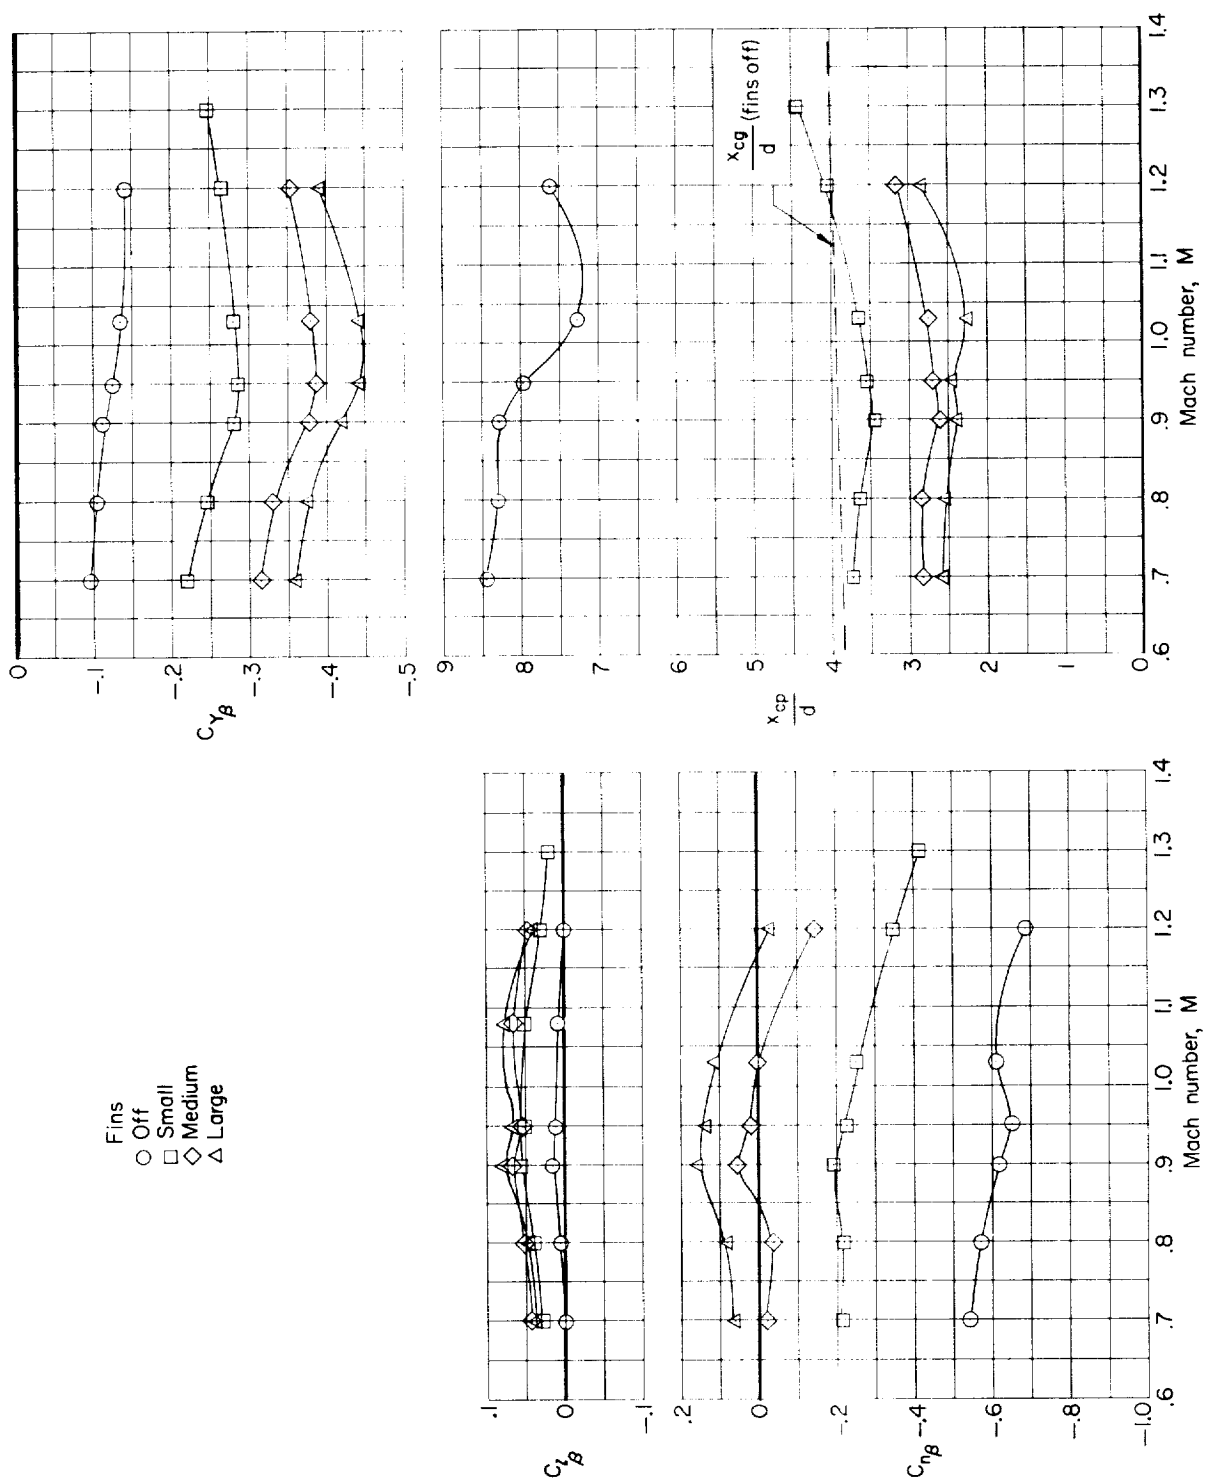 Fins
○ Off
□ Small
◇ Medium
△ Large
.1
0
-.1
C_lβ
.2
0
-.2
-.4
-.6
-.8
-1.0
C_nβ
.6 .7 .8 .9 1.0 1.1 1.2 1.3 1.4
Mach number, M
0
-.1
-.2
-.3
-.4
-.5
C_Yβ
9
8
7
6
5
4
3
2
1
0
x_cp
d
x_cg
d (fins off)
.6 .7 .8 .9 1.0 1.1 1.2 1.3 1.4
Mach number, M